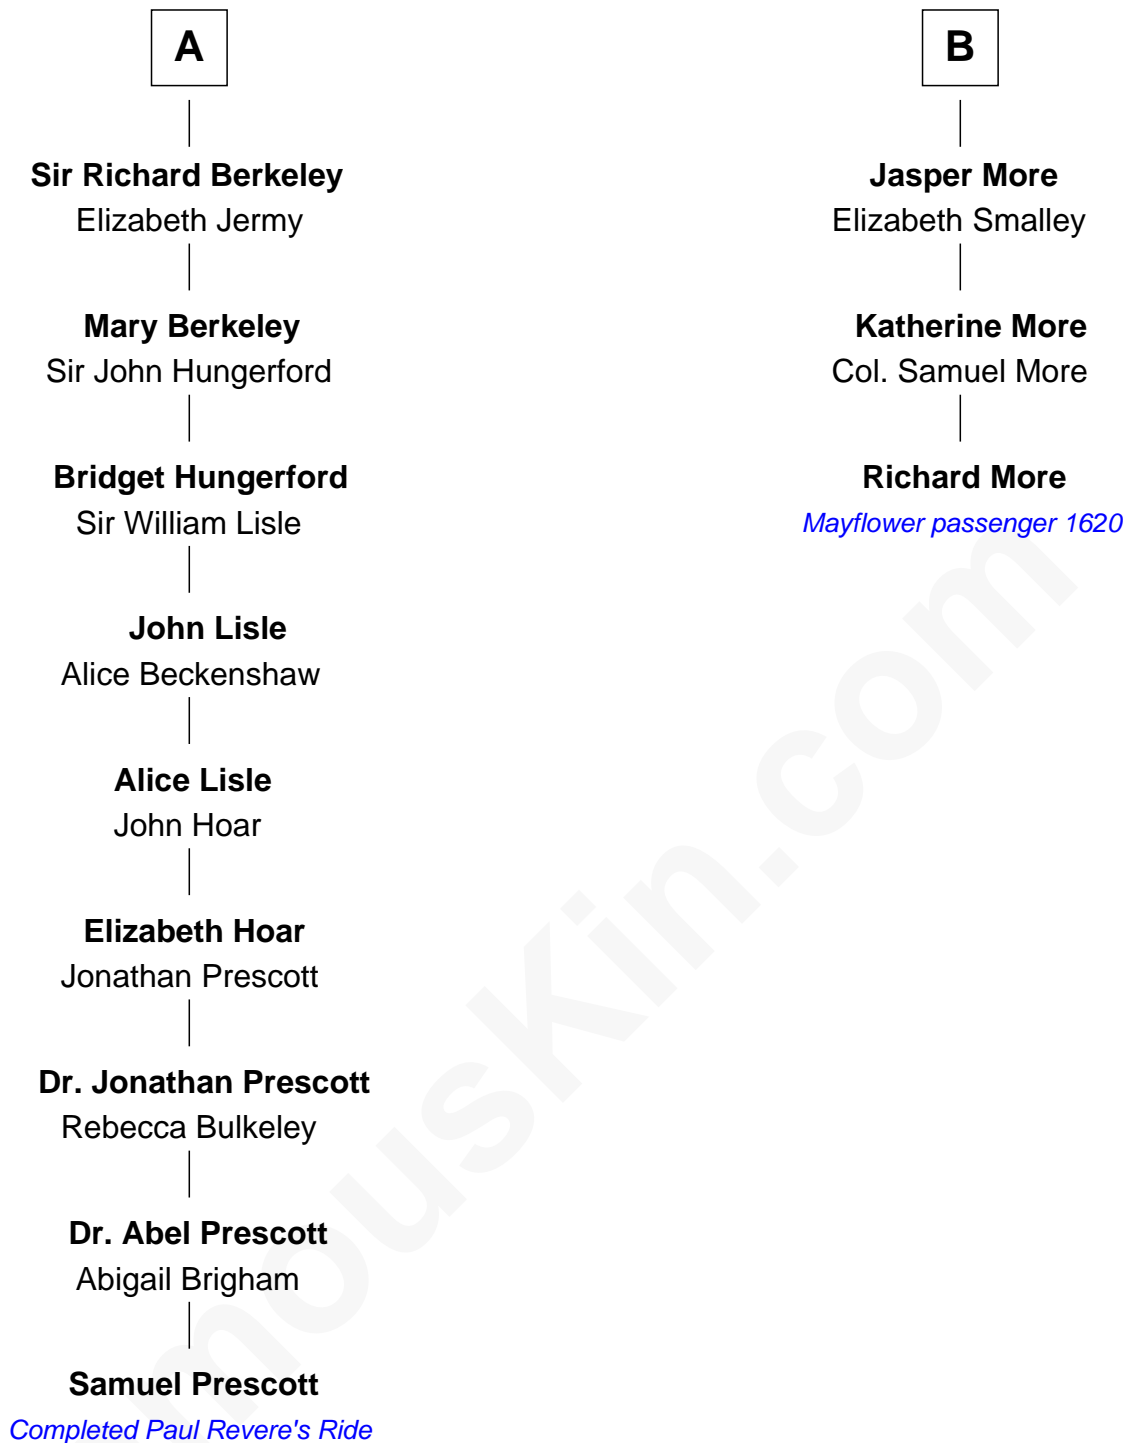 A
Sir Richard Berkeley
Elizabeth Jermy
Mary Berkeley
Sir John Hungerford
Bridget Hungerford
Sir William Lisle
John Lisle
Alice Beckenshaw
Alice Lisle
John Hoar
Elizabeth Hoar
Jonathan Prescott
Dr. Jonathan Prescott
Rebecca Bulkeley
Dr. Abel Prescott
Abigail Brigham
Samuel Prescott
Completed Paul Revere's Ride
B
Jasper More
Elizabeth Smalley
Katherine More
Col. Samuel More
Richard More
Mayflower passenger 1620
mousKin.com